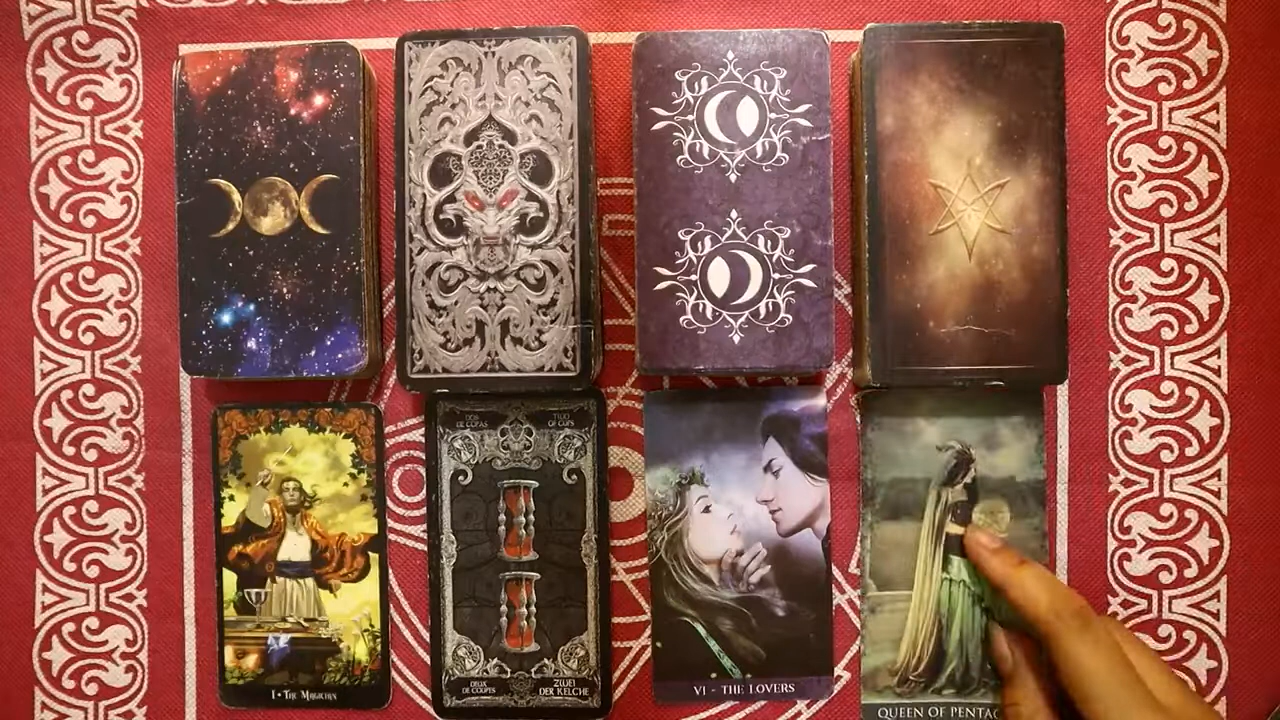 DOS
DE COPAS
TWO
OF CUPS
I • THE MAGICIAN
DEUX
DE COUPES
ZWEI
DER KELCHE
VI - THE LOVERS
QUEEN OF PENTAC